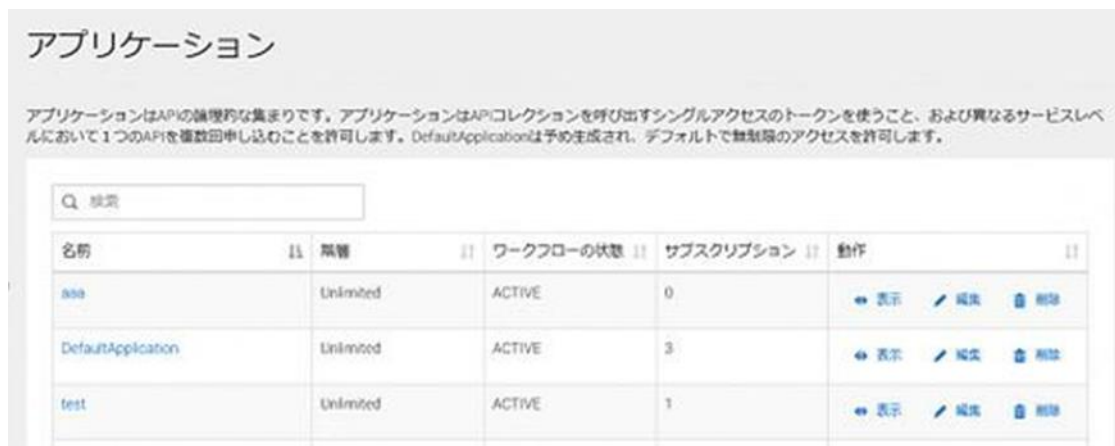 アプリケーション
アプリケーションはAPIの論理的な集まりです。アプリケーションはAPIコレクションを呼び出すシングルアクセスのトークンを使うこと、および異なるサービスレベ
ルにおいて1つのAPIを複数回申し込むことを許可します。DefaultApplicationは予め生成され、デフォルトで無制限のアクセスを許可します。
検索
名前 階層 ワークフローの状態 サブスクリプション 動作
aaa Unlimited ACTIVE 0 表示 編集 削除
DefaultApplication Unlimited ACTIVE 3 表示 編集 削除
test Unlimited ACTIVE 1 表示 編集 削除